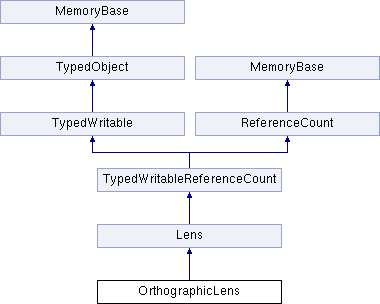 MemoryBase
TypedObject
MemoryBase
TypedWritable
ReferenceCount
TypedWritableReferenceCount
Lens
OrthographicLens